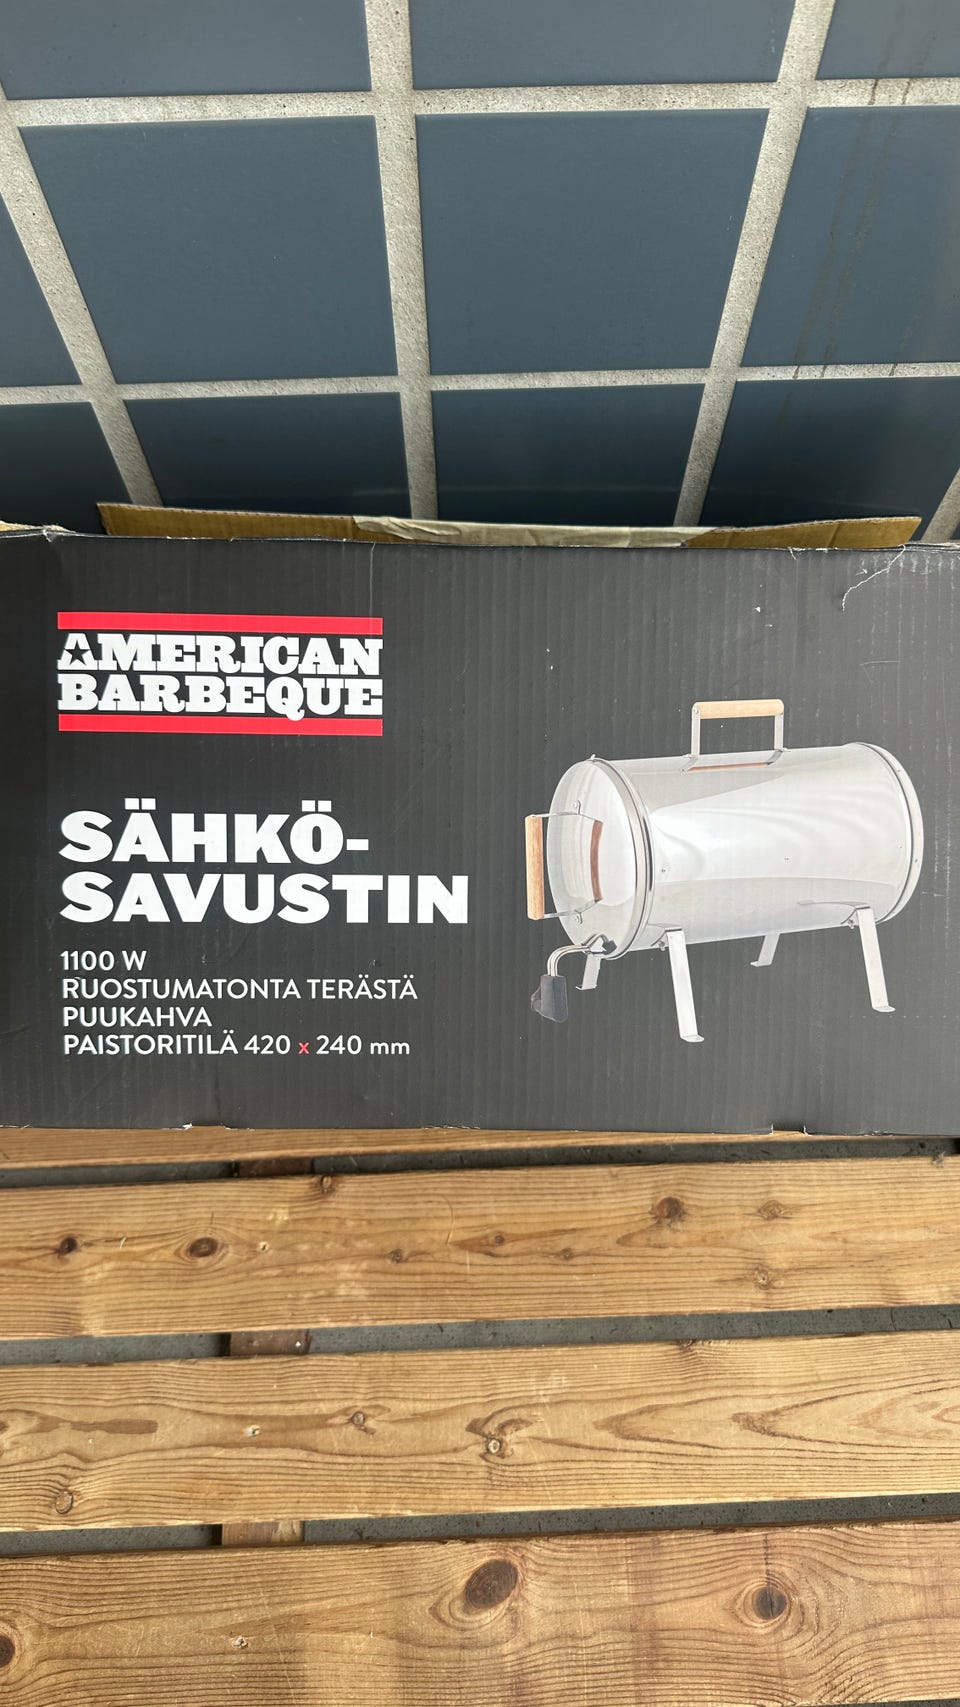 AMERICAN
BARBEQUE
SÄHKÖ-
SAVUSTIN
1100 W
RUOSTUMATONTA TERÄSTÄ
PUUKAHVA
PAISTORITILÄ 420 x 240 mm